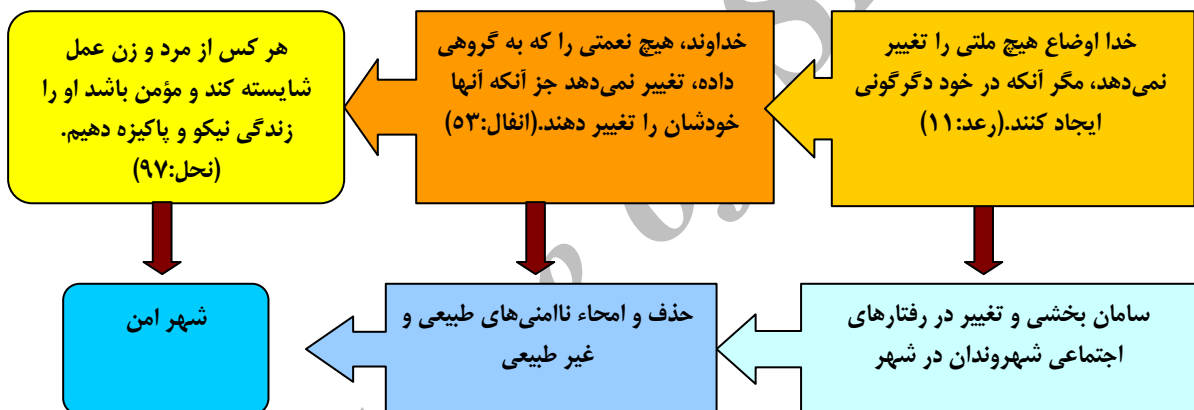 خدا اوضاع هیچ ملتی را تغییر
نمی‌دهد، مگر آنکه در خود دگرگونی
ایجاد کنند.(رعد:۱۱)
خداوند، هیچ نعمتی را که به گروهی
داده، تغییر نمی‌دهد جز آنکه آنها
خودشان را تغییر دهند.(انفال:۵۳)
هر کس از مرد و زن عمل
شایسته کند و مؤمن باشد او را
زندگی نیکو و پاکیزه دهیم.
(نحل:۹۷)
سامان بخشی و تغییر در رفتارهای
اجتماعی شهروندان در شهر
حذف و امحاء ناامنی‌های طبیعی و
غیر طبیعی
شهر امن